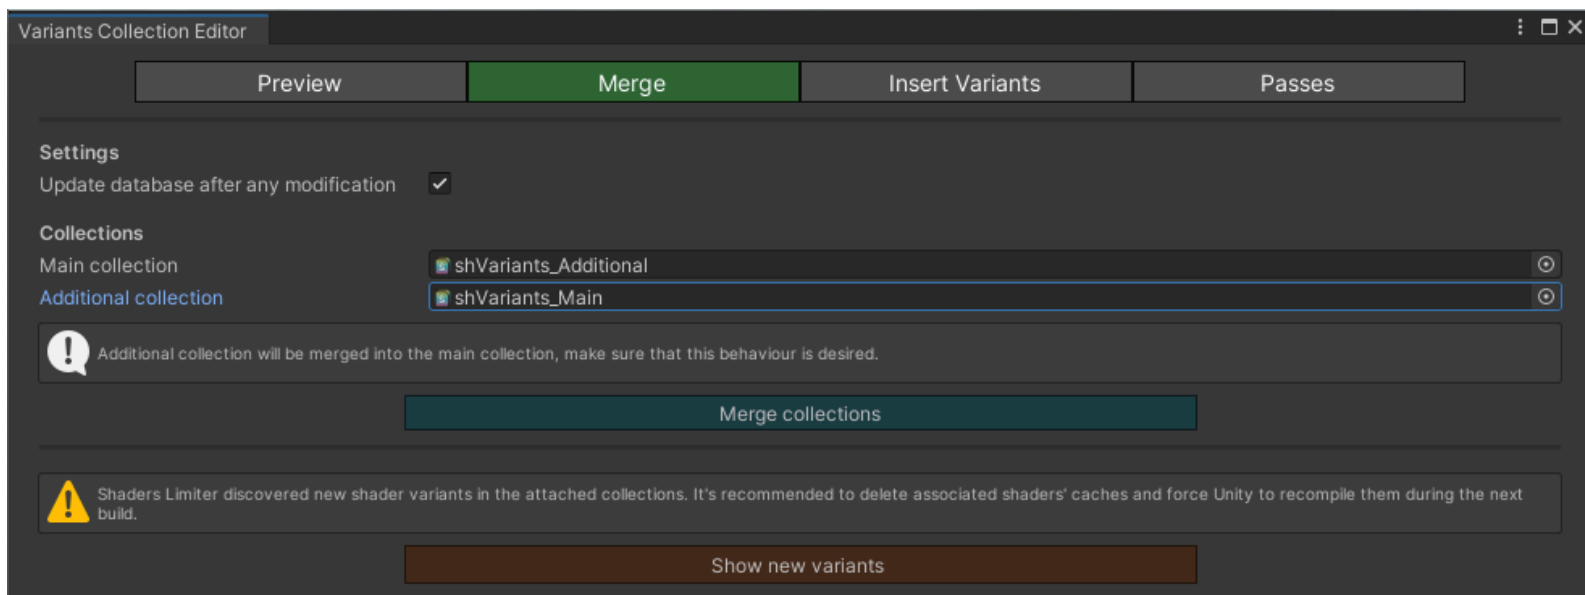 Variants Collection Editor
Preview
Merge
Insert Variants
Passes
Settings
Update database after any modification
Collections
Main collection
shVariants_Additional
Additional collection
shVariants_Main
Additional collection will be merged into the main collection, make sure that this behaviour is desired.
Merge collections
Shaders Limiter discovered new shader variants in the attached collections. It's recommended to delete associated shaders' caches and force Unity to recompile them during the next
build.
Show new variants